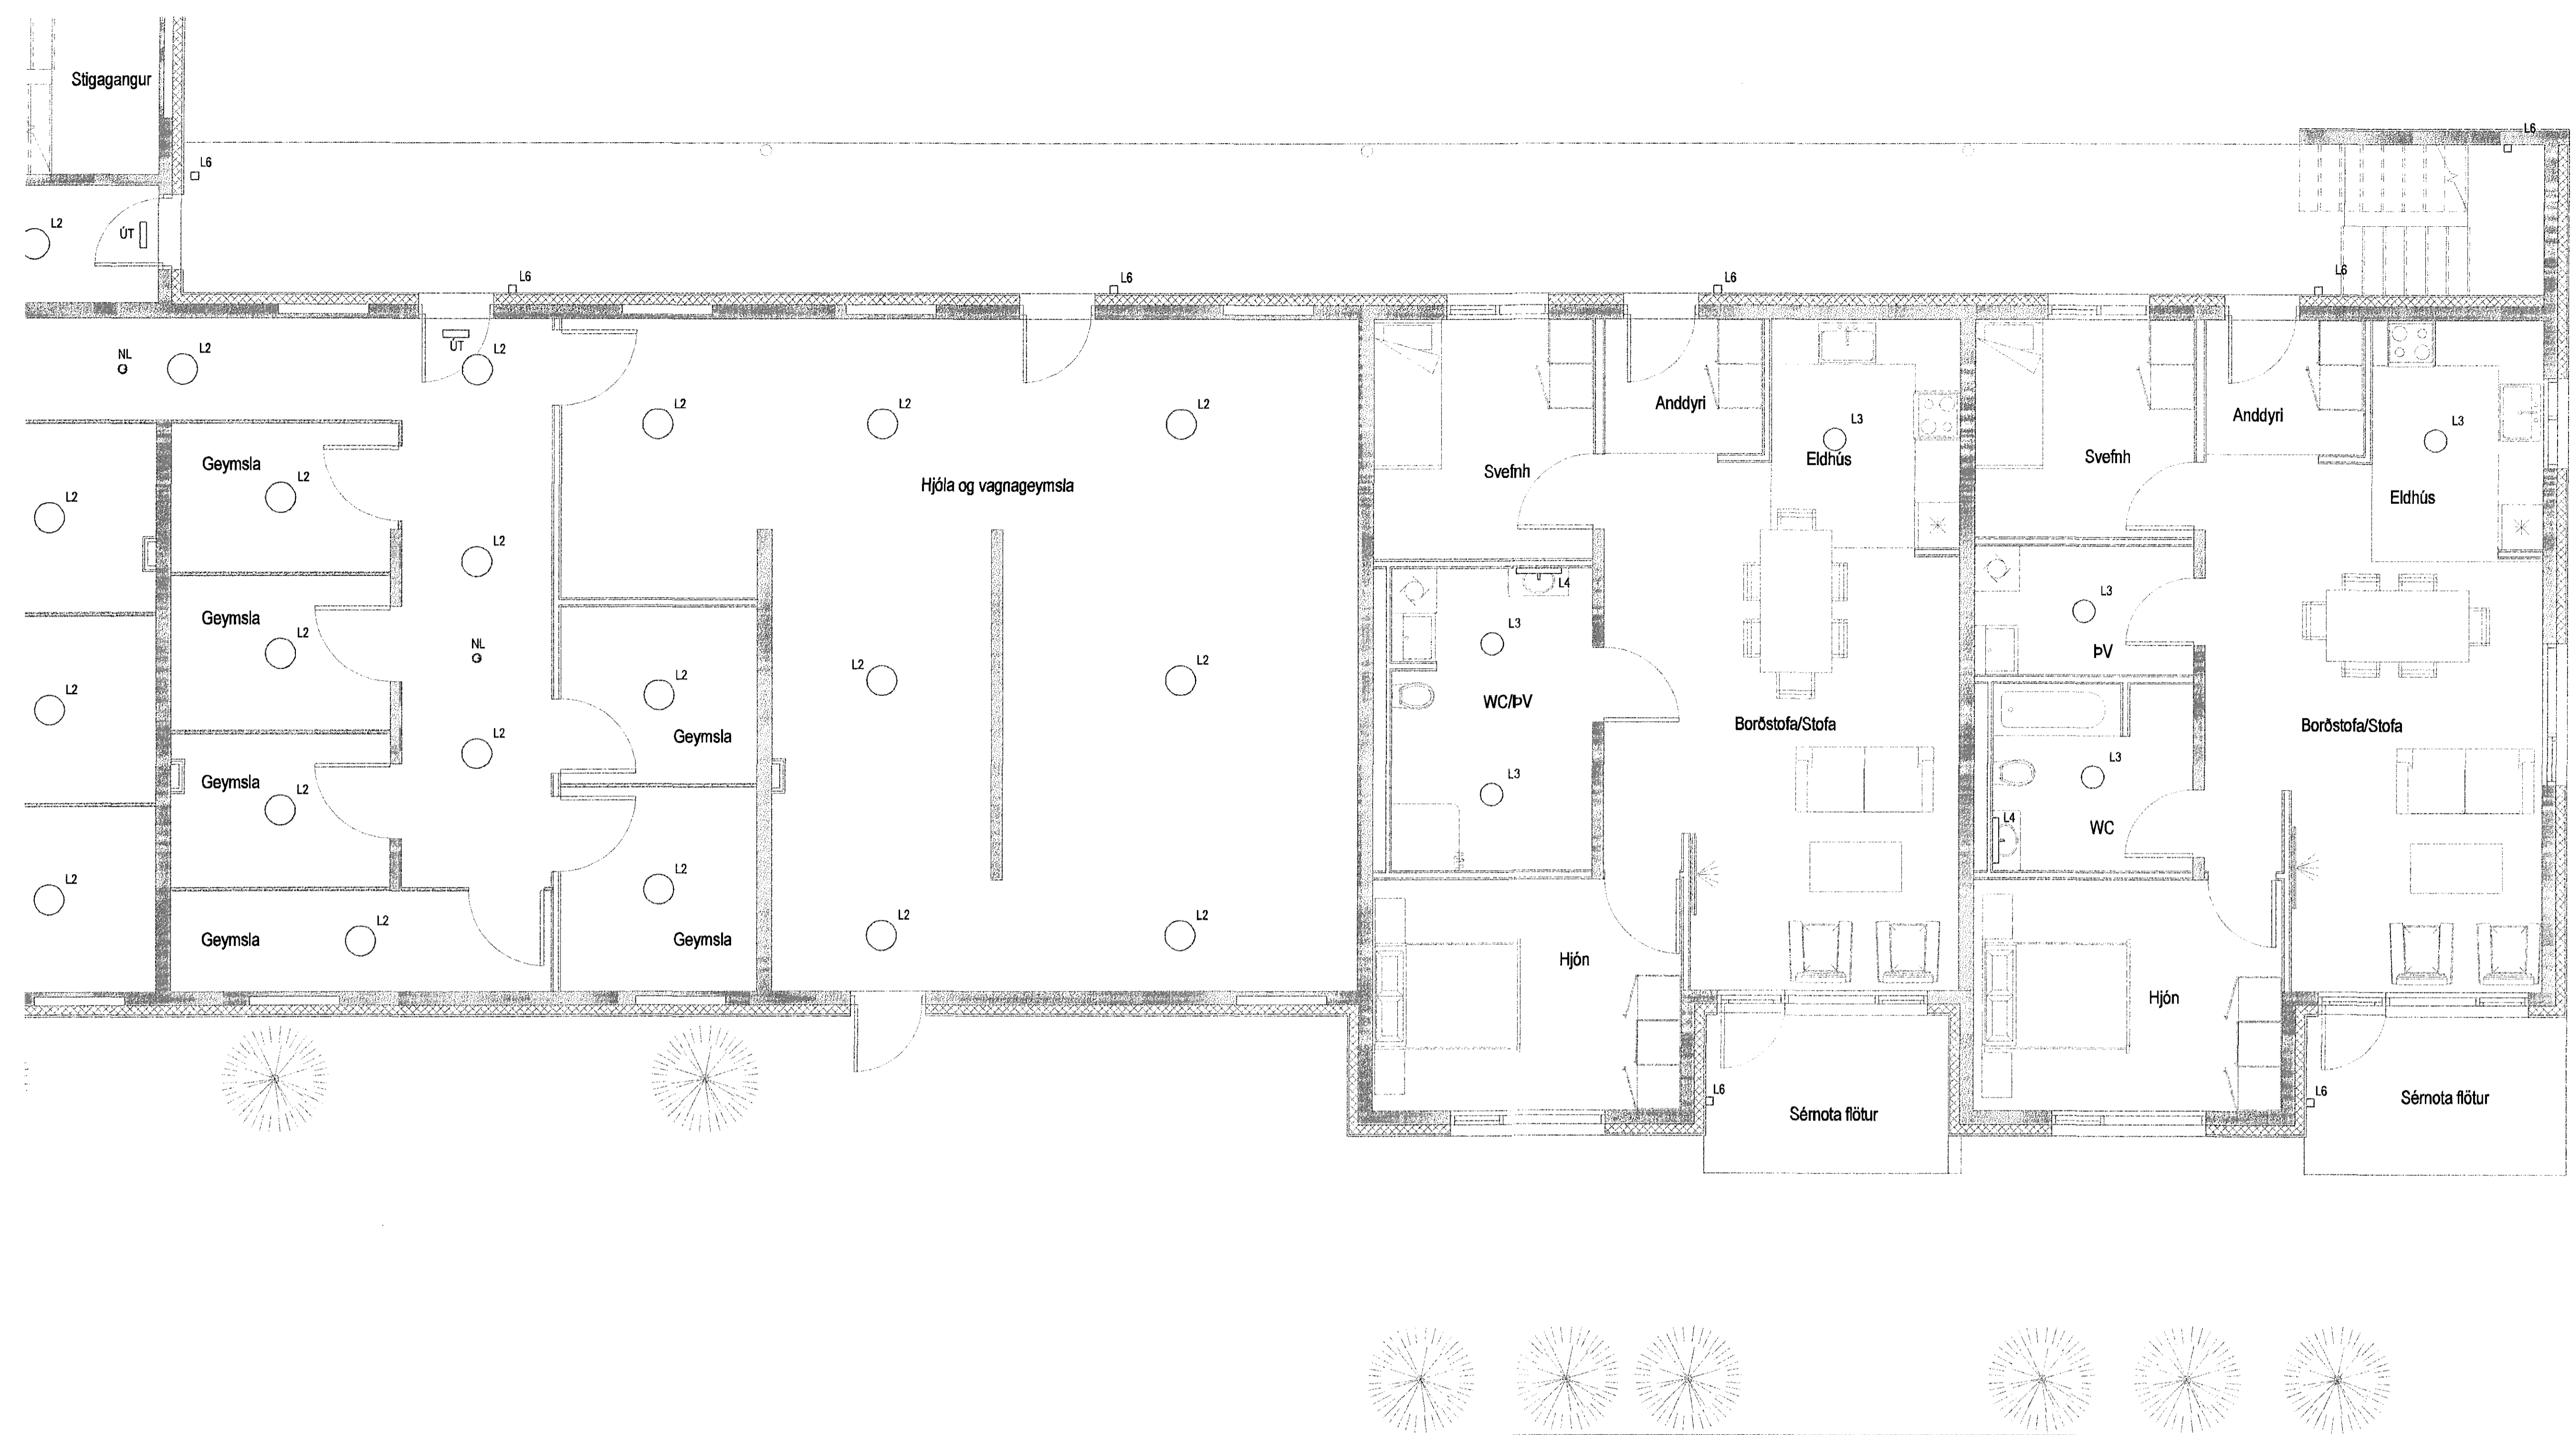 Stigagangur
L6
L6
L2
ÚT
L6
L6
L6
L6
NL
L2
ÚT
L2
L2
L2
L2
Anddyri
L3
Eldhús
Anddyri
L3
Geymsla
L2
Hjóla og vagnageymsla
Svefnh
Svefnh
Eldhús
L2
L2
L4
Geymsla
L2
NL
L3
L3
ÞV
L2
L2
L2
L2
WC/ÞV
L2
Geymsla
Borðstofa/Stofa
Borðstofa/Stofa
L2
Geymsla
L2
L3
L3
L4
WC
L2
L2
Geymsla
L2
Geymsla
L2
L2
Hjón
Hjón
L6
Sérnota flötur
L6
Sérnota flötur